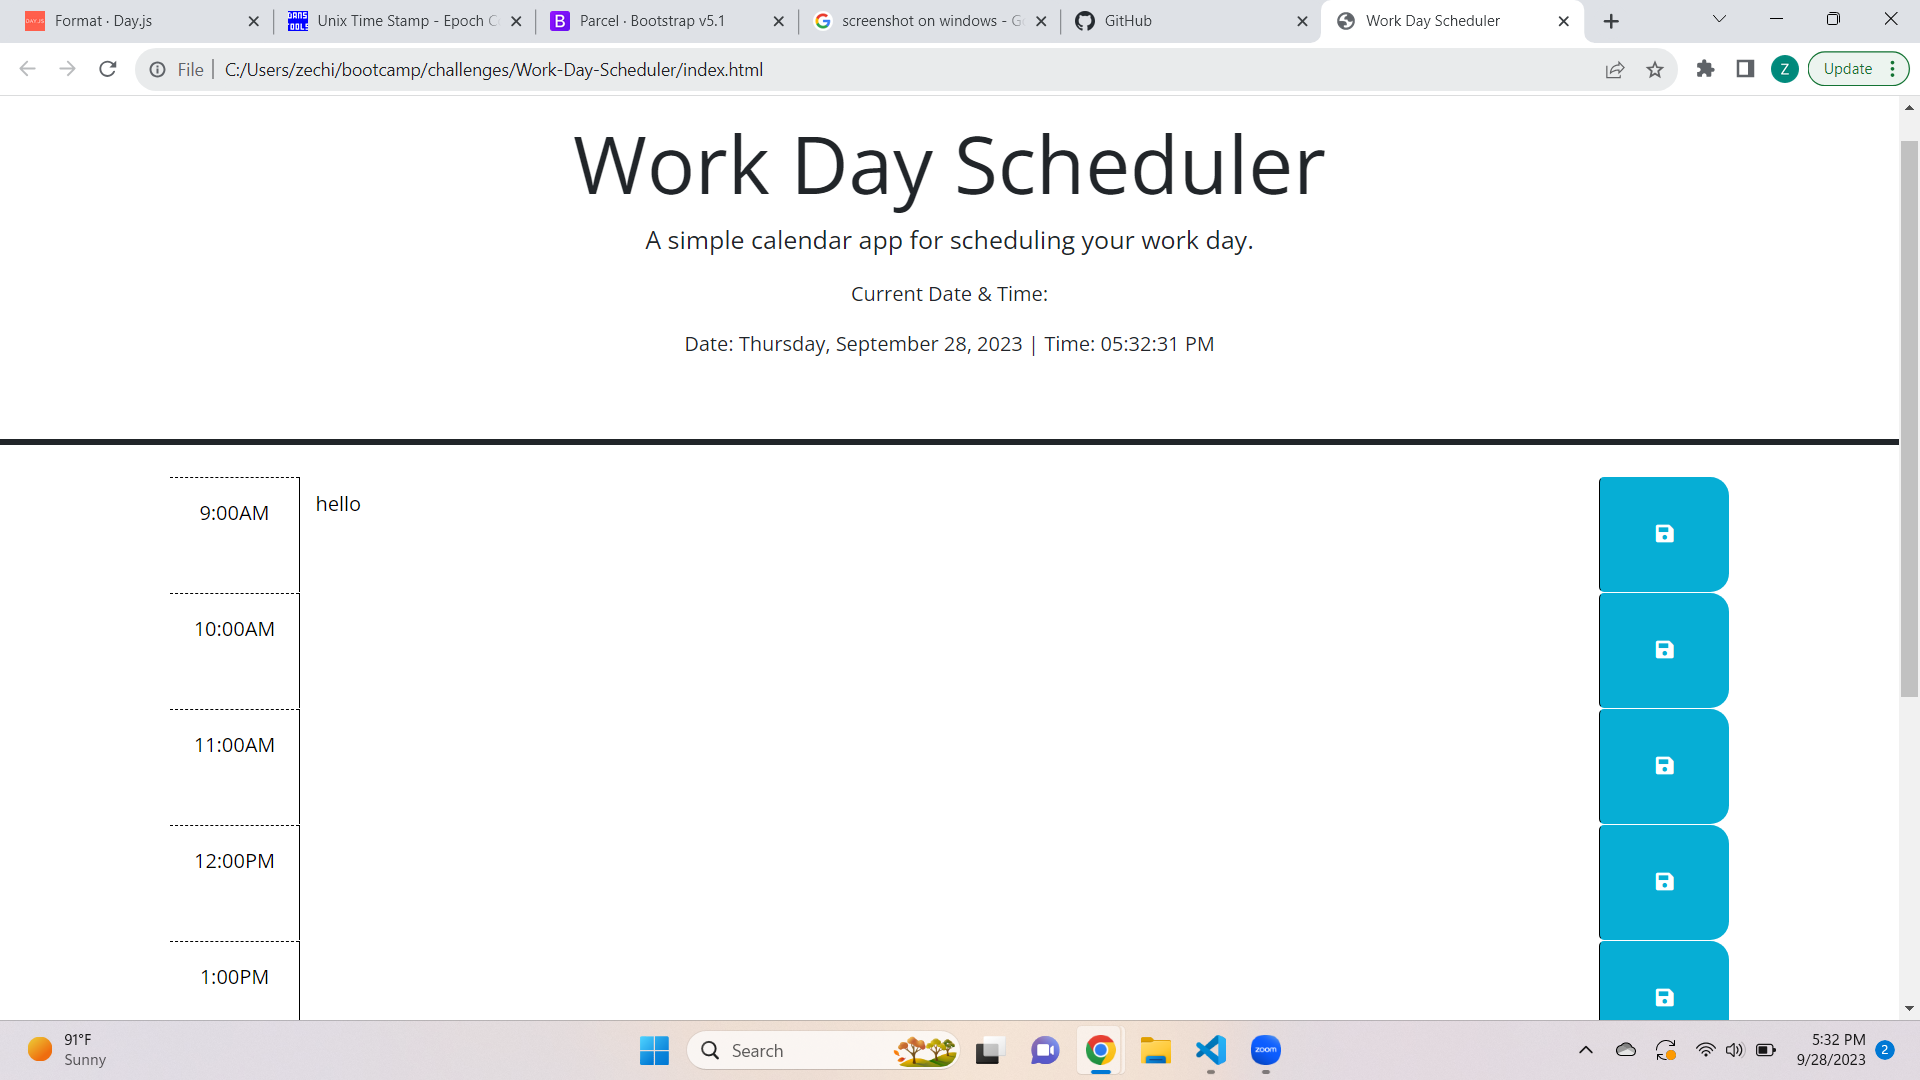 Format · Day.js
Unix Time Stamp - Epoch Co
Parcel · Bootstrap v5.1
screenshot on windows - Go
GitHub
Work Day Scheduler
File
C:/Users/zechi/bootcamp/challenges/Work-Day-Scheduler/index.html
Z
Update
Work Day Scheduler
A simple calendar app for scheduling your work day.
Current Date & Time:
Date: Thursday, September 28, 2023 | Time: 05:32:31 PM
9:00AM
hello
10:00AM
11:00AM
12:00PM
1:00PM
91°F
Sunny
Search
zoom
5:32 PM
9/28/2023
2